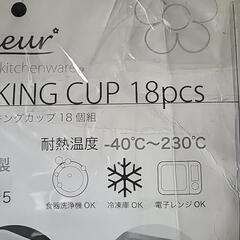 eur
kitchenware
KING CUP 18pcs
キングカップ 18 個組
耐熱温度 -40℃〜230℃
製
5
食器洗浄機 OK
冷凍庫 OK
電子レンジ OK